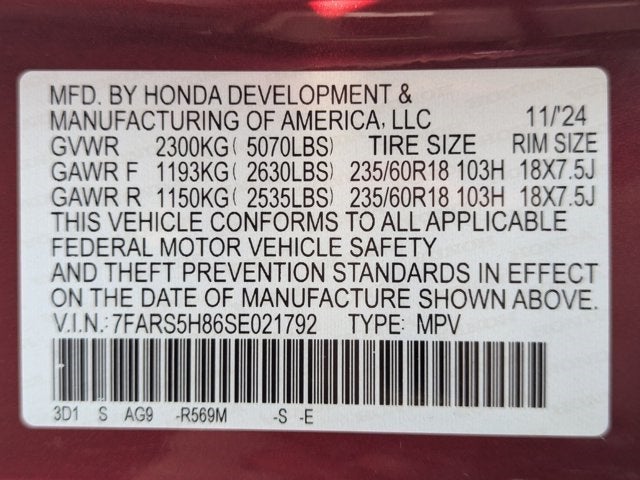 MFD. BY HONDA DEVELOPMENT &
MANUFACTURING OF AMERICA, LLC 11/'24
GVWR 2300KG( 5070LBS) TIRE SIZE RIM SIZE
GAWR F 1193KG( 2630LBS) 235/60R18 103H 18X7.5J
GAWR R 1150KG( 2535LBS) 235/60R18 103H 18X7.5J
THIS VEHICLE CONFORMS TO ALL APPLICABLE
FEDERAL MOTOR VEHICLE SAFETY
AND THEFT PREVENTION STANDARDS IN EFFECT
ON THE DATE OF MANUFACTURE SHOWN ABOVE.
V.I.N.: 7FARS5H86SE021792 TYPE: MPV
3D1 S AG9 -R569M -S -E